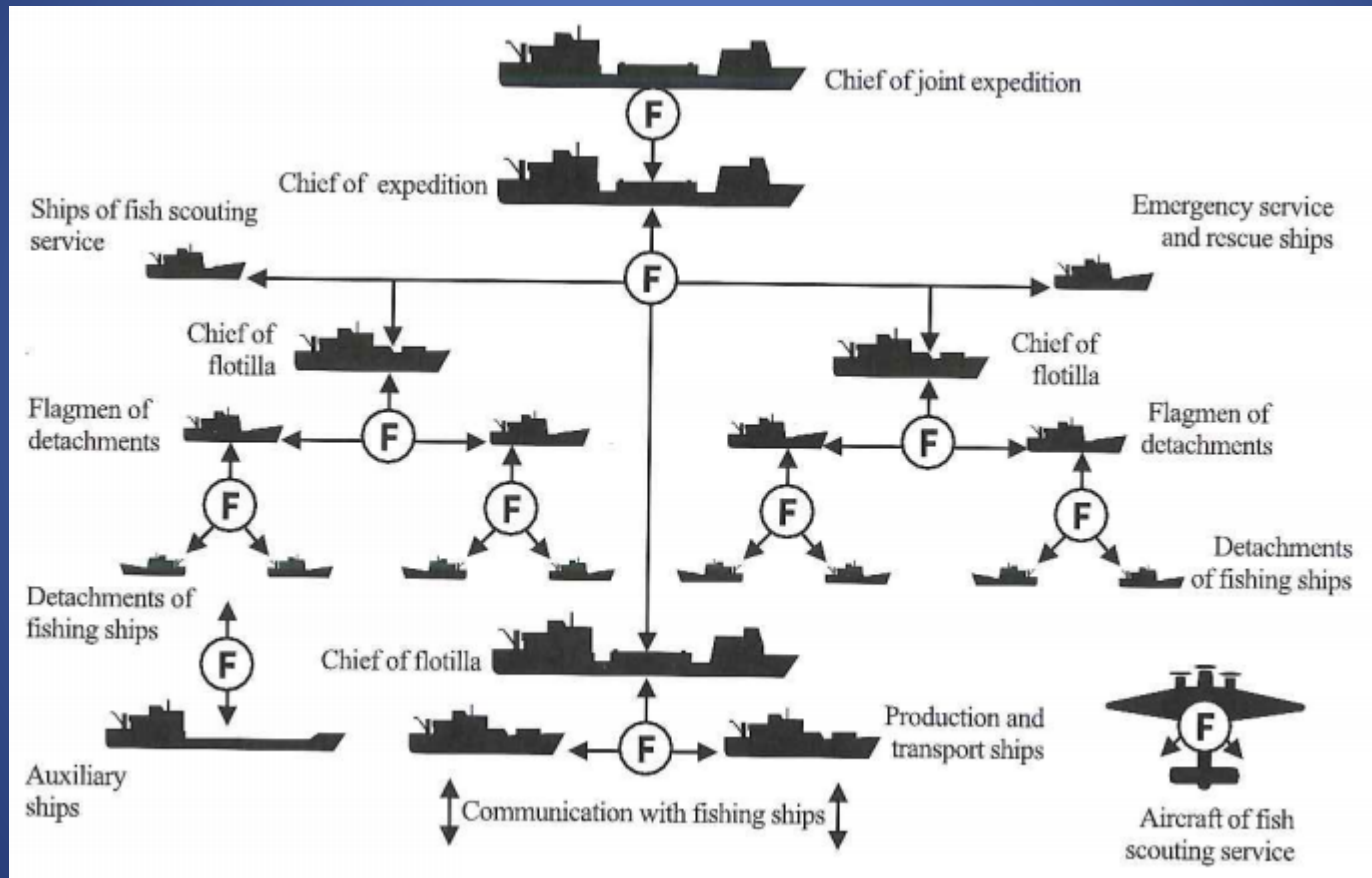 Chief of joint expedition
F
Chief of expedition
Ships of fish scouting
service
Emergency service
and rescue ships
F
Chief of
flotilla
Chief of
flotilla
Flagmen of
detachments
F
F
Flagmen of
detachments
F
F
F
F
Detachments
of fishing ships
Detachments of
fishing ships
F
Chief of flotilla
Auxiliary
ships
F
Production and
transport ships
Communication with fishing ships
F
Aircraft of fish
scouting service